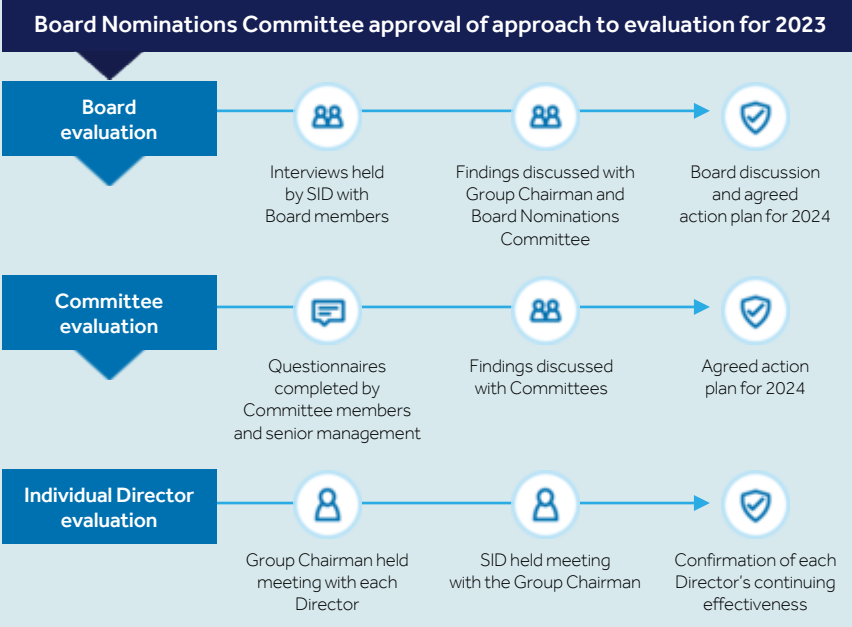 Board Nominations Committee approval of approach to evaluation for 2023
Board
evaluation
Interviews held
by SID with
Board members
Findings discussed with
Group Chairman and
Board Nominations
Committee
Board discussion
and agreed
action plan for 2024
Committee
evaluation
Questionnaires
completed by
Committee members
and senior management
Findings discussed
with Committees
Agreed action
plan for 2024
Individual Director
evaluation
Group Chairman held
meeting with each
Director
SID held meeting
with the Group Chairman
Confirmation of each
Director’s continuing
effectiveness